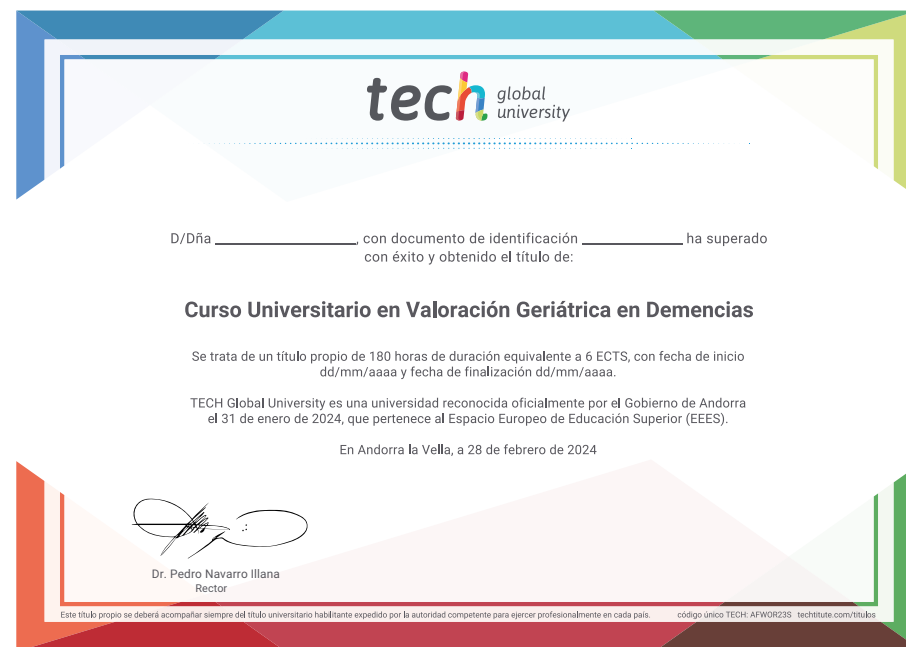 tech global university
D/Dña ________________, con documento de identificación ____________ ha superado
con éxito y obtenido el título de:
Curso Universitario en Valoración Geriátrica en Demencias
Se trata de un título propio de 180 horas de duración equivalente a 6 ECTS, con fecha de inicio
dd/mm/aaaa y fecha de finalización dd/mm/aaaa.
TECH Global University es una universidad reconocida oficialmente por el Gobierno de Andorra
el 31 de enero de 2024, que pertenece al Espacio Europeo de Educación Superior (EEES).
En Andorra la Vella, a 28 de febrero de 2024
Dr. Pedro Navarro Illana
Rector
Este título propio se deberá acompañar siempre del título universitario habilitante expedido por la autoridad competente para ejercer profesionalmente en cada país. código único TECH: AFWOR23S techtitute.com/titulos